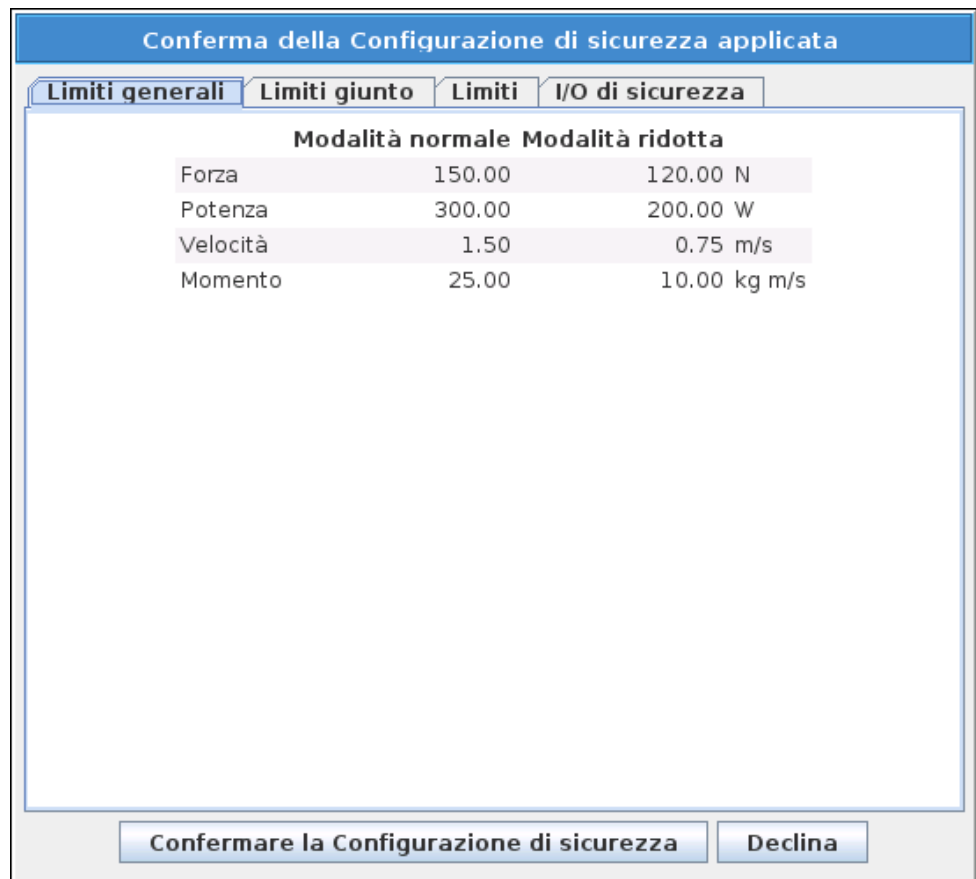 Conferma della Configurazione di sicurezza applicata
Limiti generali Limiti giunto Limiti I/O di sicurezza
Modalità normale Modalità ridotta
Forza 150.00 120.00 N
Potenza 300.00 200.00 W
Velocità 1.50 0.75 m/s
Momento 25.00 10.00 kg m/s
Confermare la Configurazione di sicurezza Declina